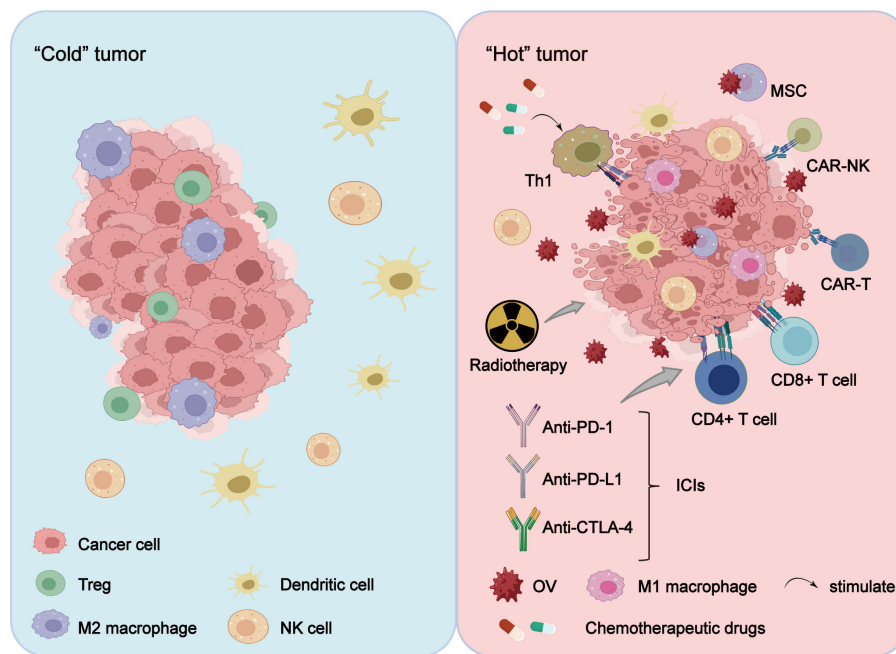 “Cold” tumor
Cancer cell
Treg
Dendritic cell
M2 macrophage
NK cell
“Hot” tumor
MSC
CAR-NK
Th1
CAR-T
Radiotherapy
CD8+ T cell
CD4+ T cell
Anti-PD-1
Anti-PD-L1
ICIs
Anti-CTLA-4
OV
M1 macrophage
stimulate
Chemotherapeutic drugs